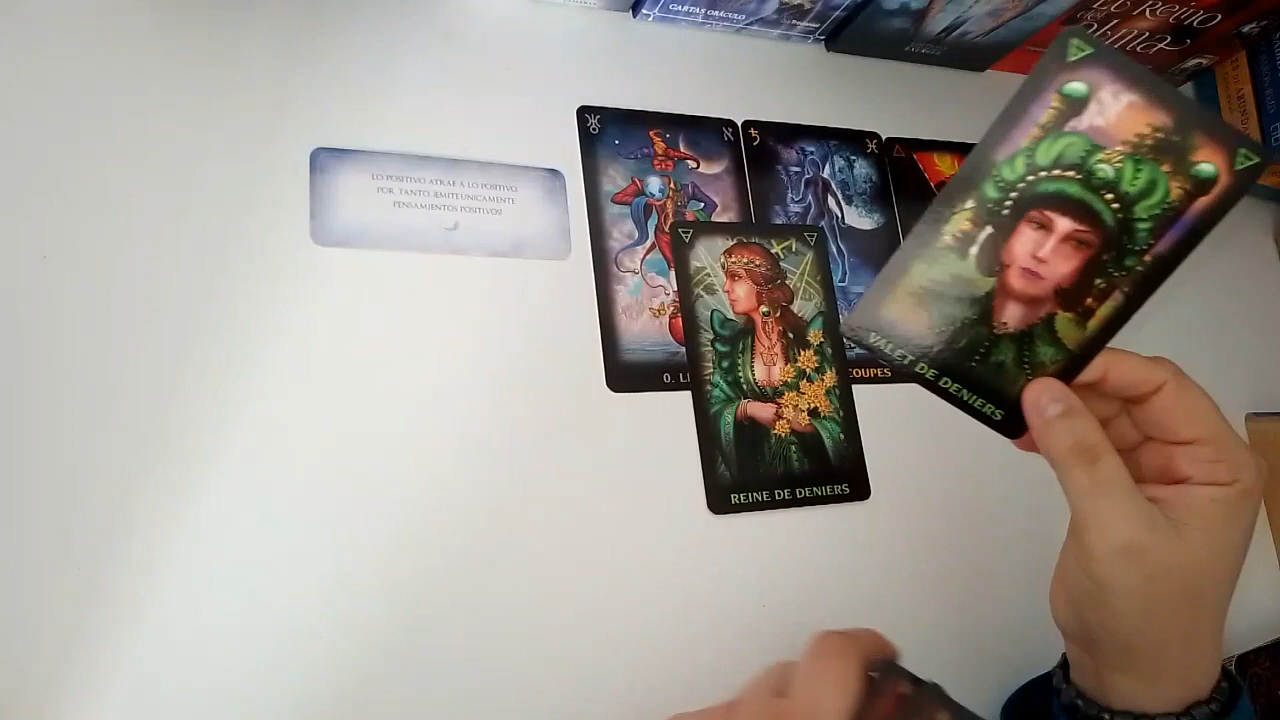 CARTAS ORÁCULO
El Reino
del
alma
LO POSITIVO ATRAE A LO POSITIVO.
POR TANTO, ¡EMITE ÚNICAMENTE
PENSAMIENTOS POSITIVOS!
0. L
COUPES
VALET DE DENIERS
REINE DE DENIERS